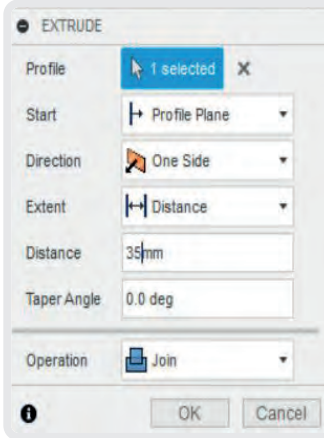 EXTRUDE
Profile 1 selected
Start Profile Plane
Direction One Side
Extent Distance
Distance 35mm
Taper Angle 0.0 deg
Operation Join
OK Cancel